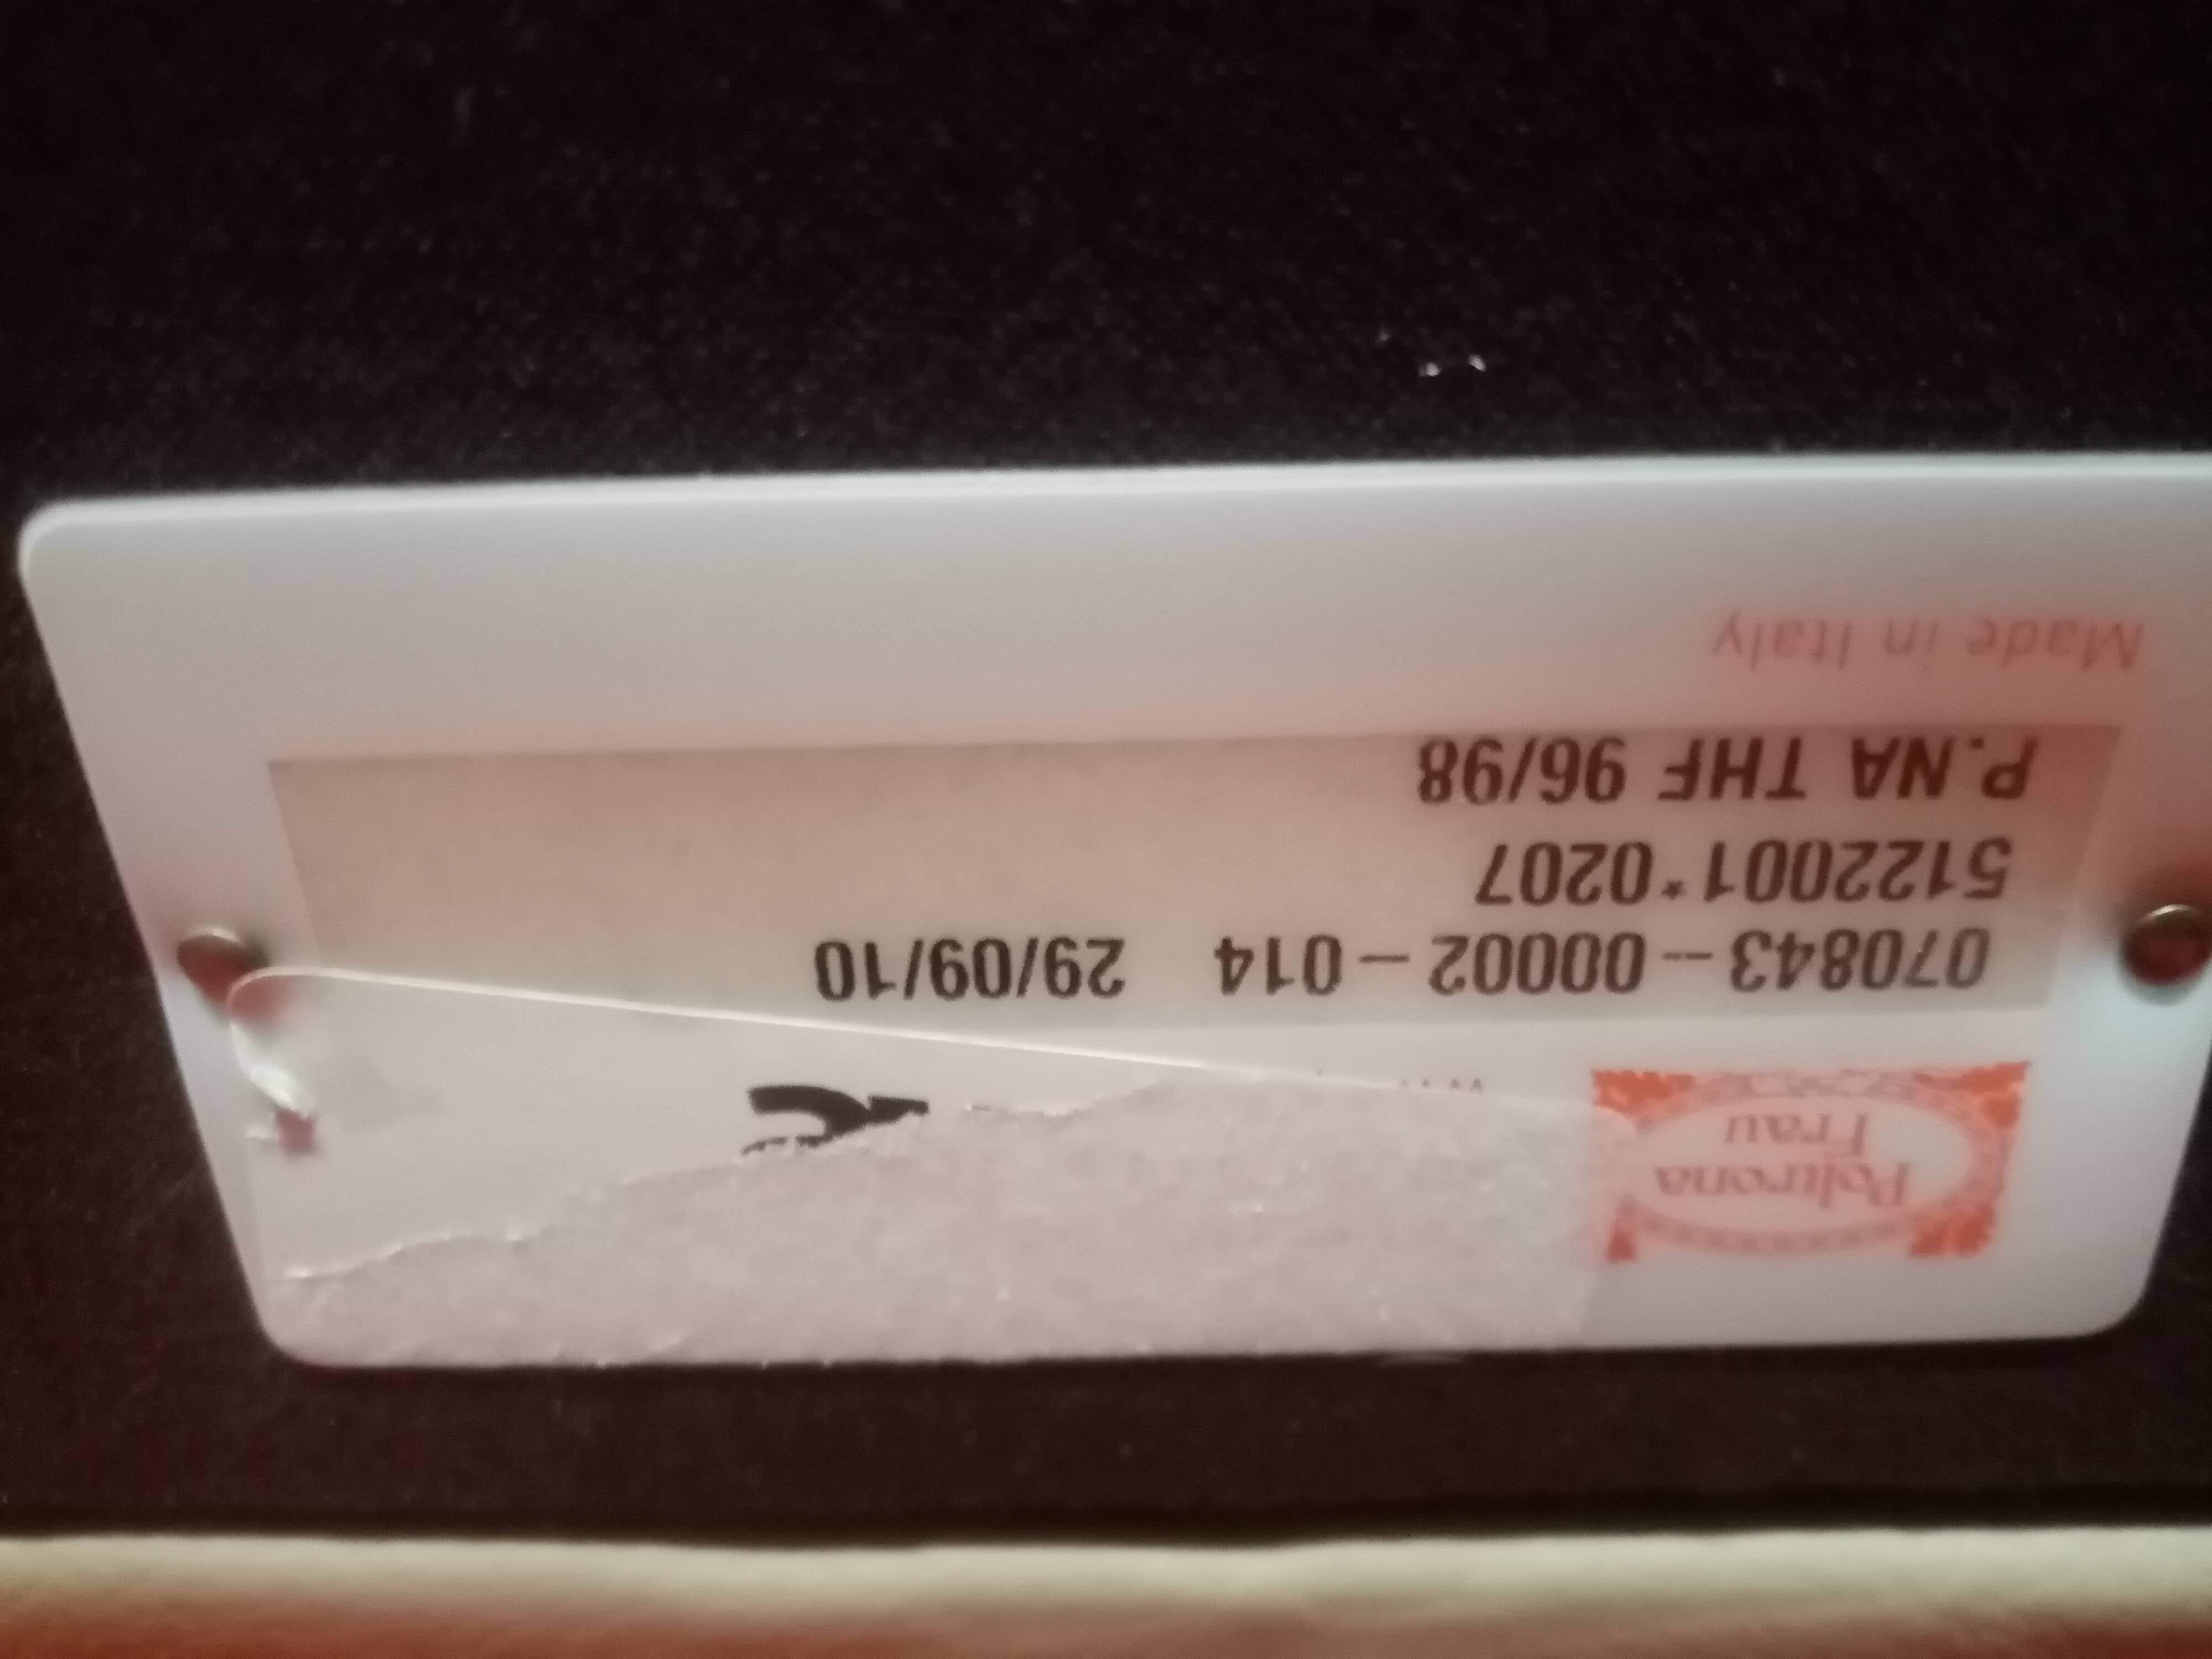 Poltrona
Frau
070843 – 00002 – 014 29/09/10
5122001*0207
P.NA THF 96/98
Made in Italy